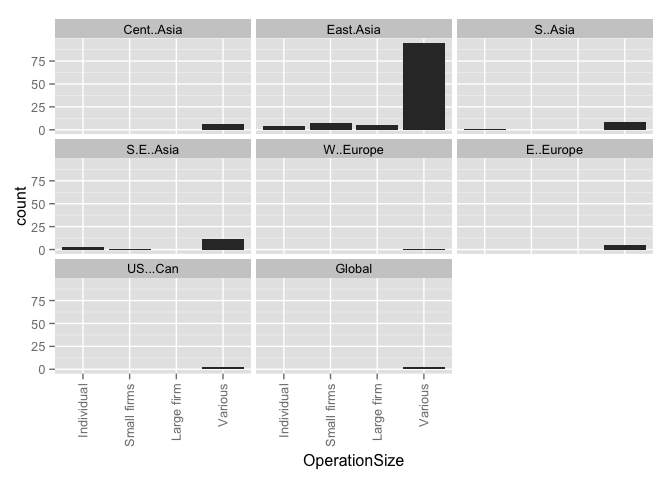 Cent..Asia East.Asia S..Asia
75
50
25
0
S.E..Asia W..Europe E..Europe
75
50
25
0
US...Can Global
75
50
25
0
count
Individual Small firms Large firm Various Individual Small firms Large firm Various
OperationSize